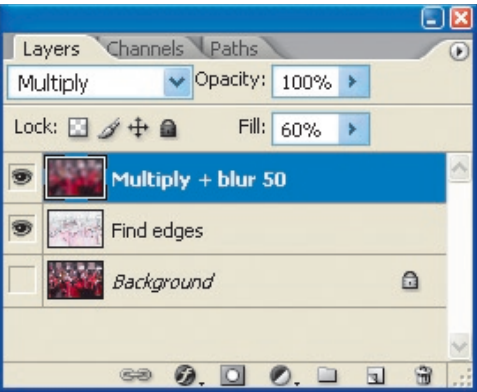 Layers Channels Paths
Multiply Opacity: 100%
Lock: Fill: 60%
Multiply + blur 50
Find edges
Background